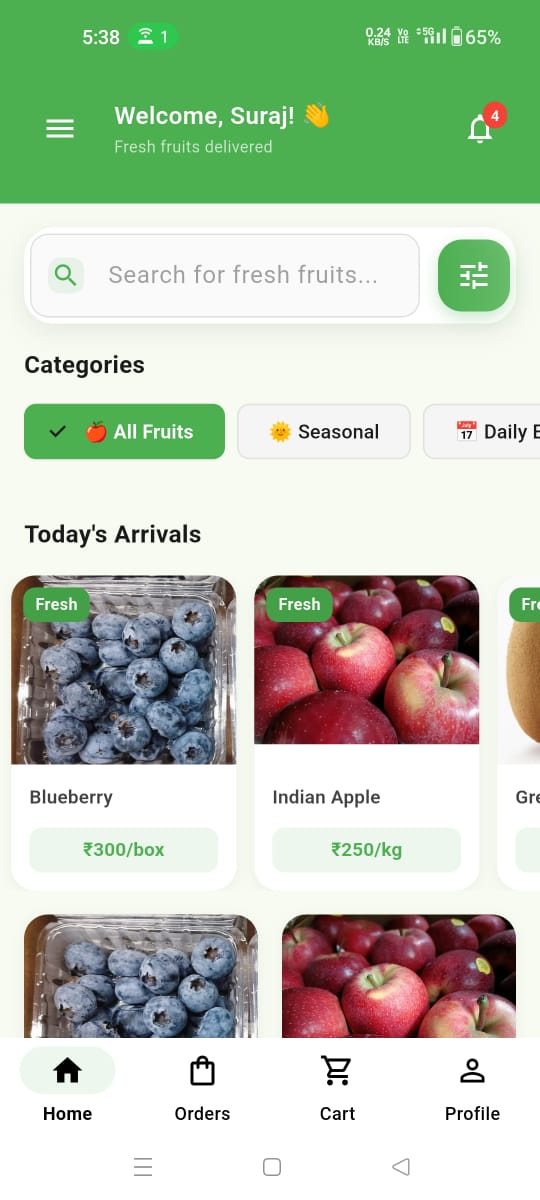 5:38 1 0.24 KB/S Vo LTE 5G 65%
Welcome, Suraj! 👋
4
Fresh fruits delivered
Search for fresh fruits...
Categories
🍎 All Fruits
🌞 Seasonal
📅 Daily
Today's Arrivals
Fresh
Fresh
Blueberry
Indian Apple
₹300/box
₹250/kg
Home
Orders
Cart
Profile